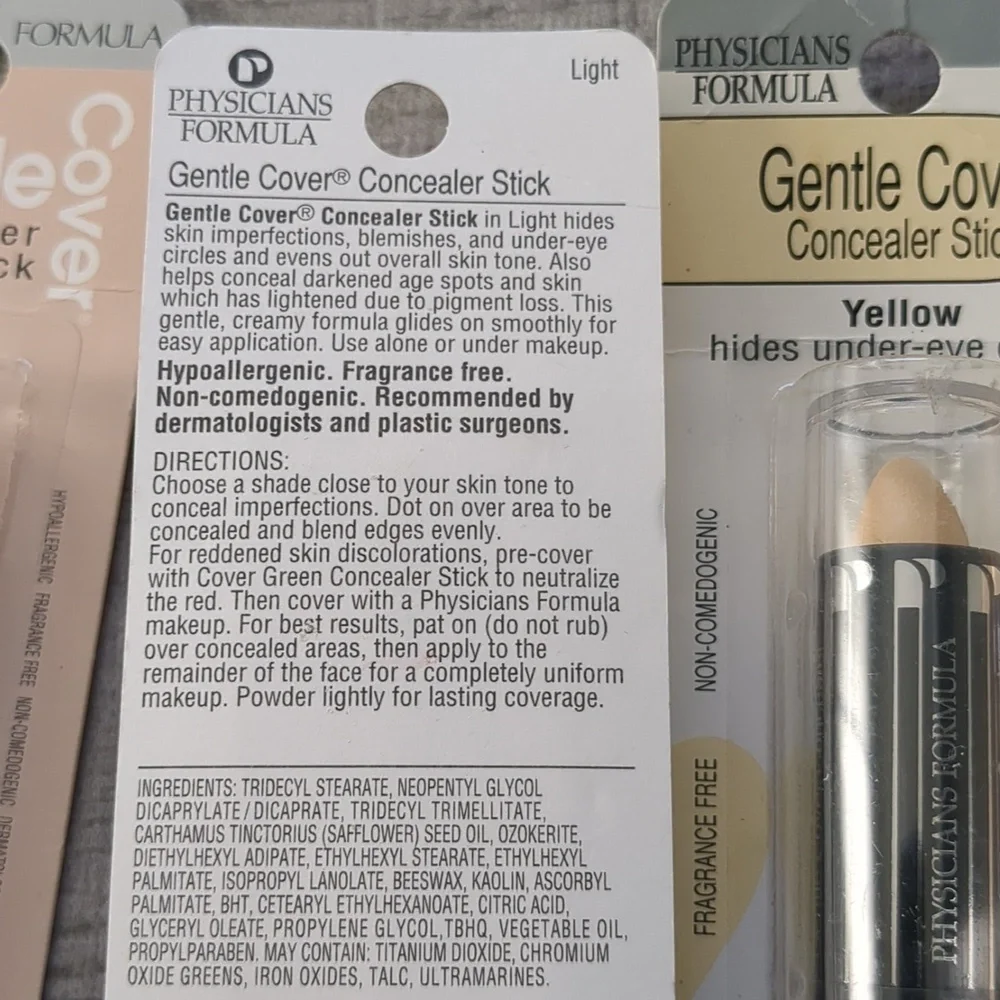 FORMULA
Cover
er
ck
HYPOALLERGENIC FRAGRANCE FREE NON-COMEDOGENIC
PHYSICIANS
FORMULA
Light
Gentle Cover® Concealer Stick
Gentle Cover® Concealer Stick in Light hides
skin imperfections, blemishes, and under-eye
circles and evens out overall skin tone. Also
helps conceal darkened age spots and skin
which has lightened due to pigment loss. This
gentle, creamy formula glides on smoothly for
easy application. Use alone or under makeup.
Hypoallergenic. Fragrance free.
Non-comedogenic. Recommended by
dermatologists and plastic surgeons.
DIRECTIONS:
Choose a shade close to your skin tone to
conceal imperfections. Dot on over area to be
concealed and blend edges evenly.
For reddened skin discolorations, pre-cover
with Cover Green Concealer Stick to neutralize
the red. Then cover with a Physicians Formula
makeup. For best results, pat on (do not rub)
over concealed areas, then apply to the
remainder of the face for a completely uniform
makeup. Powder lightly for lasting coverage.
INGREDIENTS: TRIDECYL STEARATE, NEOPENTYL GLYCOL
DICAPRYLATE/DICAPRATE, TRIDECYL TRIMELLITATE,
CARTHAMUS TINCTORIUS (SAFFLOWER) SEED OIL, OZOKERITE,
DIETHYLHEXYL ADIPATE, ETHYLHEXYL STEARATE, ETHYLHEXYL
PALMITATE, ISOPROPYL LANOLATE, BEESWAX, KAOLIN, ASCORBYL
PALMITATE, BHT, CETEARYL ETHYLHEXANOATE, CITRIC ACID,
GLYCERYL OLEATE, PROPYLENE GLYCOL,TBHQ, VEGETABLE OIL,
PROPYLPARABEN. MAY CONTAIN: TITANIUM DIOXIDE, CHROMIUM
OXIDE GREENS, IRON OXIDES, TALC, ULTRAMARINES.
PHYSICIANS
FORMULA
Gentle Cov
Concealer Stic
Yellow
hides under-eye
NON-COMEDOGENIC
FRAGRANCE FREE
PHYSICIANS FORMULA